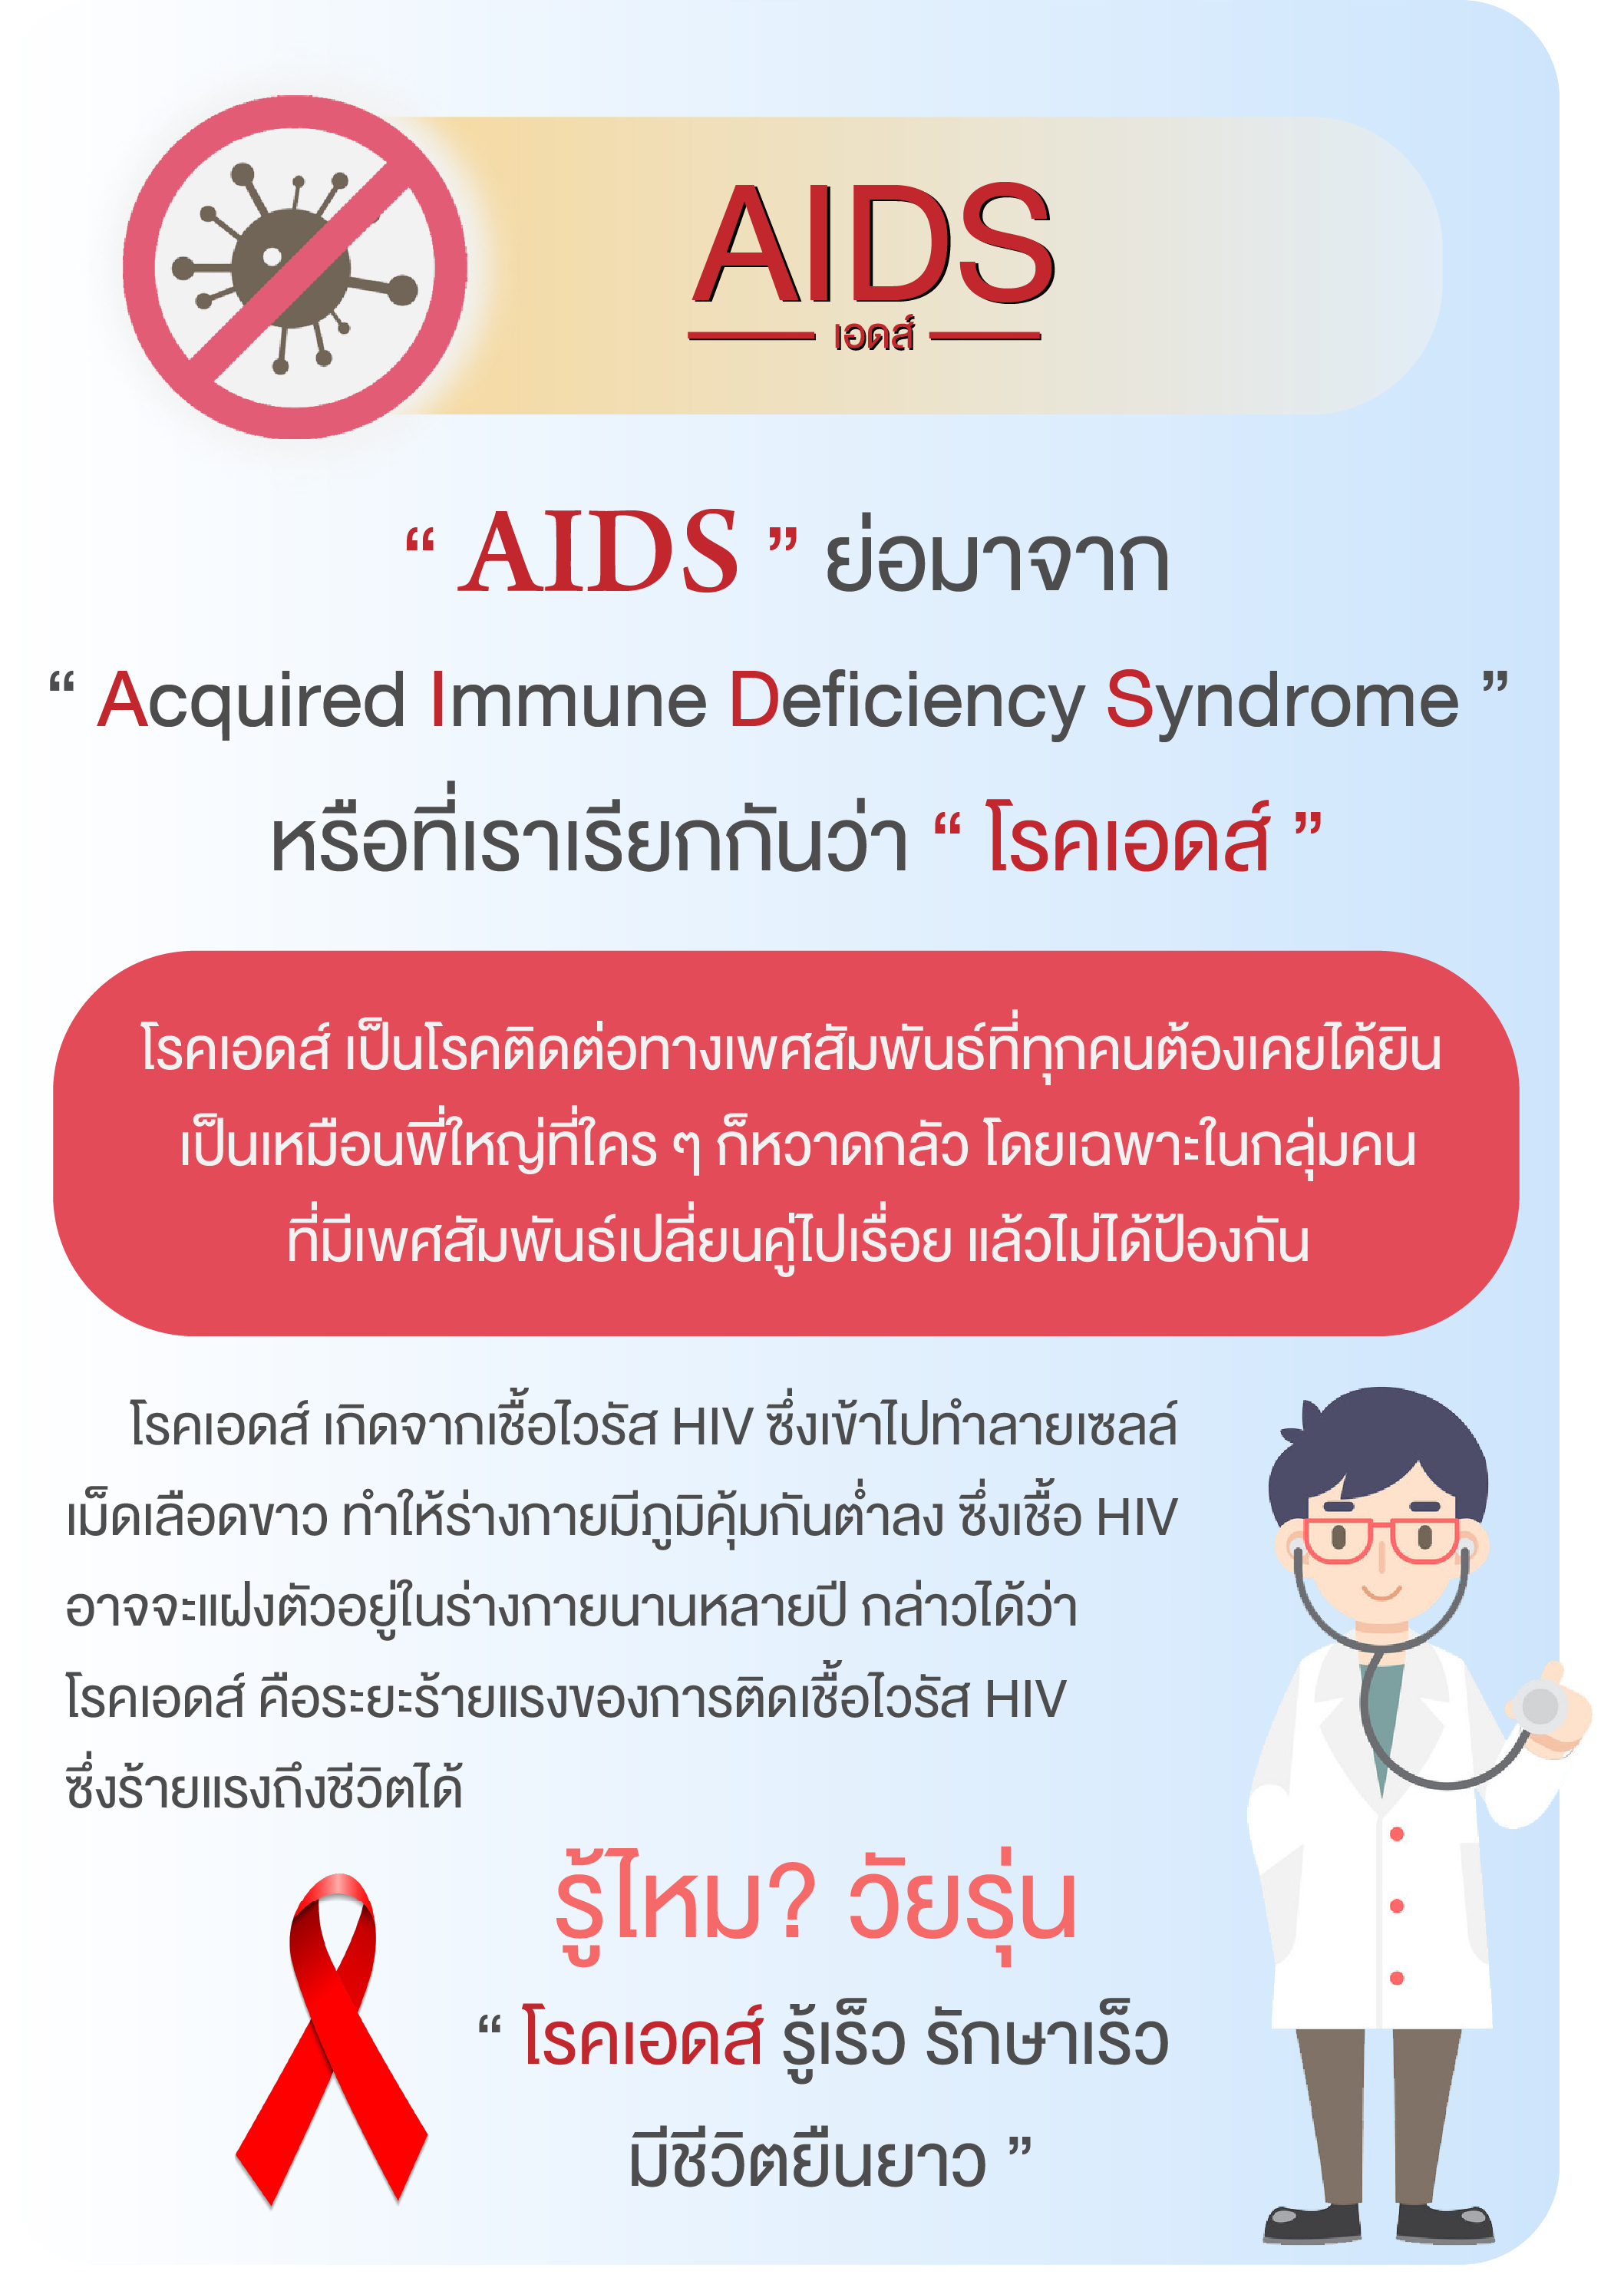 AIDS
เอดส์
“ AIDS ” ย่อมาจาก
“ Acquired Immune Deficiency Syndrome ”
หรือที่เราเรียกกันว่า “ โรคเอดส์ ”
โรคเอดส์ เป็นโรคติดต่อทางเพศสัมพันธ์ที่ทุกคนต้องเคยได้ยิน
เป็นเหมือนพี่ใหญ่ที่ใคร ๆ ก็หวาดกลัว โดยเฉพาะในกลุ่มคน
ที่มีเพศสัมพันธ์เปลี่ยนคู่ไปเรื่อย แล้วไม่ได้ป้องกัน
โรคเอดส์ เกิดจากเชื้อไวรัส HIV ซึ่งเข้าไปทำลายเซลล์
เม็ดเลือดขาว ทำให้ร่างกายมีภูมิคุ้มกันต่ำลง ซึ่งเชื้อ HIV
อาจจะแฝงตัวอยู่ในร่างกายนานหลายปี กล่าวได้ว่า
โรคเอดส์ คือระยะร้ายแรงของการติดเชื้อไวรัส HIV
ซึ่งร้ายแรงถึงชีวิตได้
รู้ไหม? วัยรุ่น
“ โรคเอดส์ รู้เร็ว รักษาเร็ว
มีชีวิตยืนยาว ”